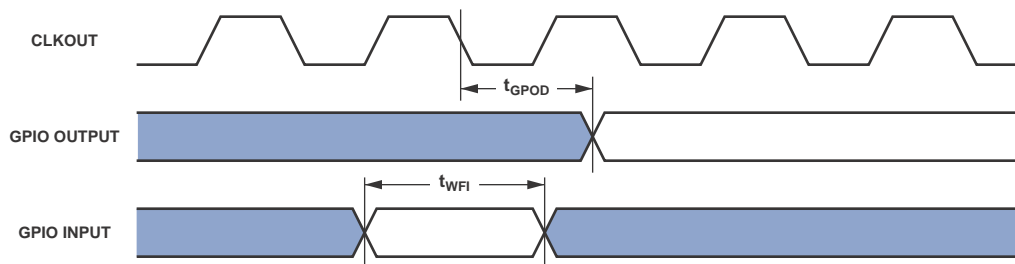 CLKOUT
tGPOD
GPIO OUTPUT
tWFI
GPIO INPUT